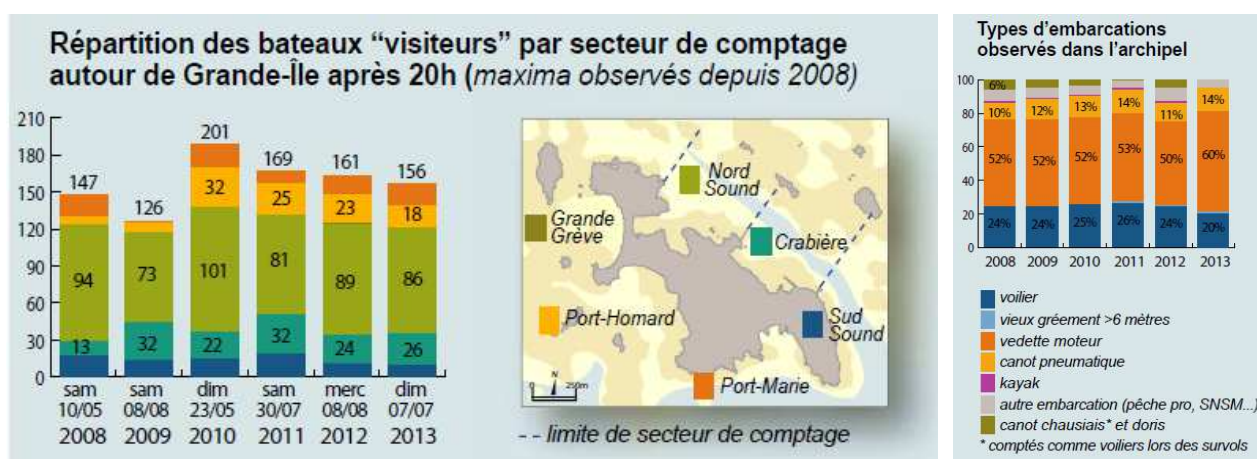 Répartition des bateaux “visiteurs” par secteur de comptage
autour de Grande-Île après 20h (maxima observés depuis 2008)
210
180
150
120
90
60
30
0
147
94
13
126
73
32
201
32
101
22
169
25
81
32
161
23
89
24
156
18
86
26
sam sam dim sam merc dim
10/05 08/08 23/05 30/07 08/08 07/07
2008 2009 2010 2011 2012 2013
Nord
Sound
Grande
Grève
Crabière
Port-Homard
Sud
Sound
Port-Marie
N
0 250m
-- limite de secteur de comptage
Types d’embarcations
observés dans l’archipel
100
80
60
40
20
0
6%
10% 12% 13% 14% 11% 14%
52% 52% 52% 53% 50% 60%
24% 24% 25% 26% 24% 20%
2008 2009 2010 2011 2012 2013
voilier
vieux gréement >6 mètres
vedette moteur
canot pneumatique
kayak
autre embarcation (pêche pro, SNSM...)
canot chausiais* et doris
* comptés comme voiliers lors des survols